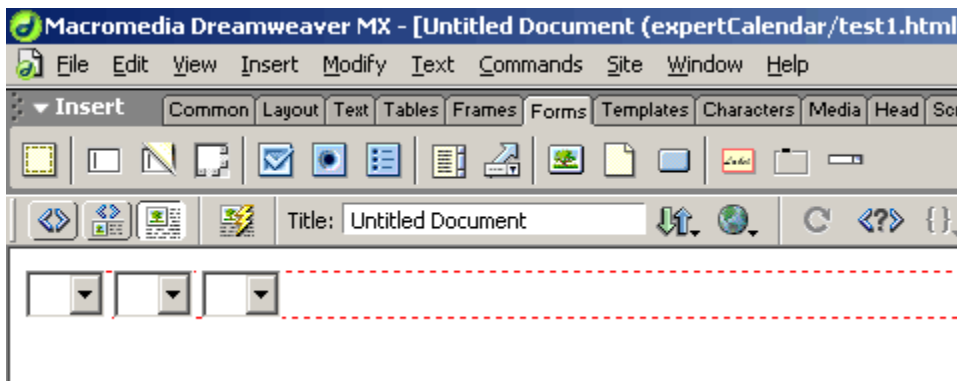 Macromedia Dreamweaver MX - [Untitled Document (expertCalendar/test1.html
File Edit View Insert Modify Text Commands Site Window Help
Insert Common Layout Text Tables Frames Forms Templates Characters Media Head Scr
Title: Untitled Document